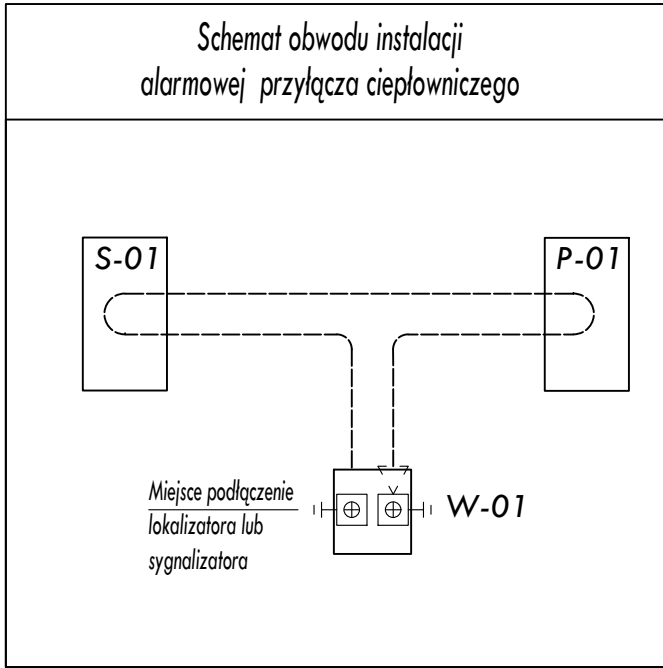 Schemat obwodu instalacji
alarmowej przyłącza ciepłowniczego
S-01
P-01
Miejsce podłączenie
lokalizatora lub
sygnalizatora
W-01